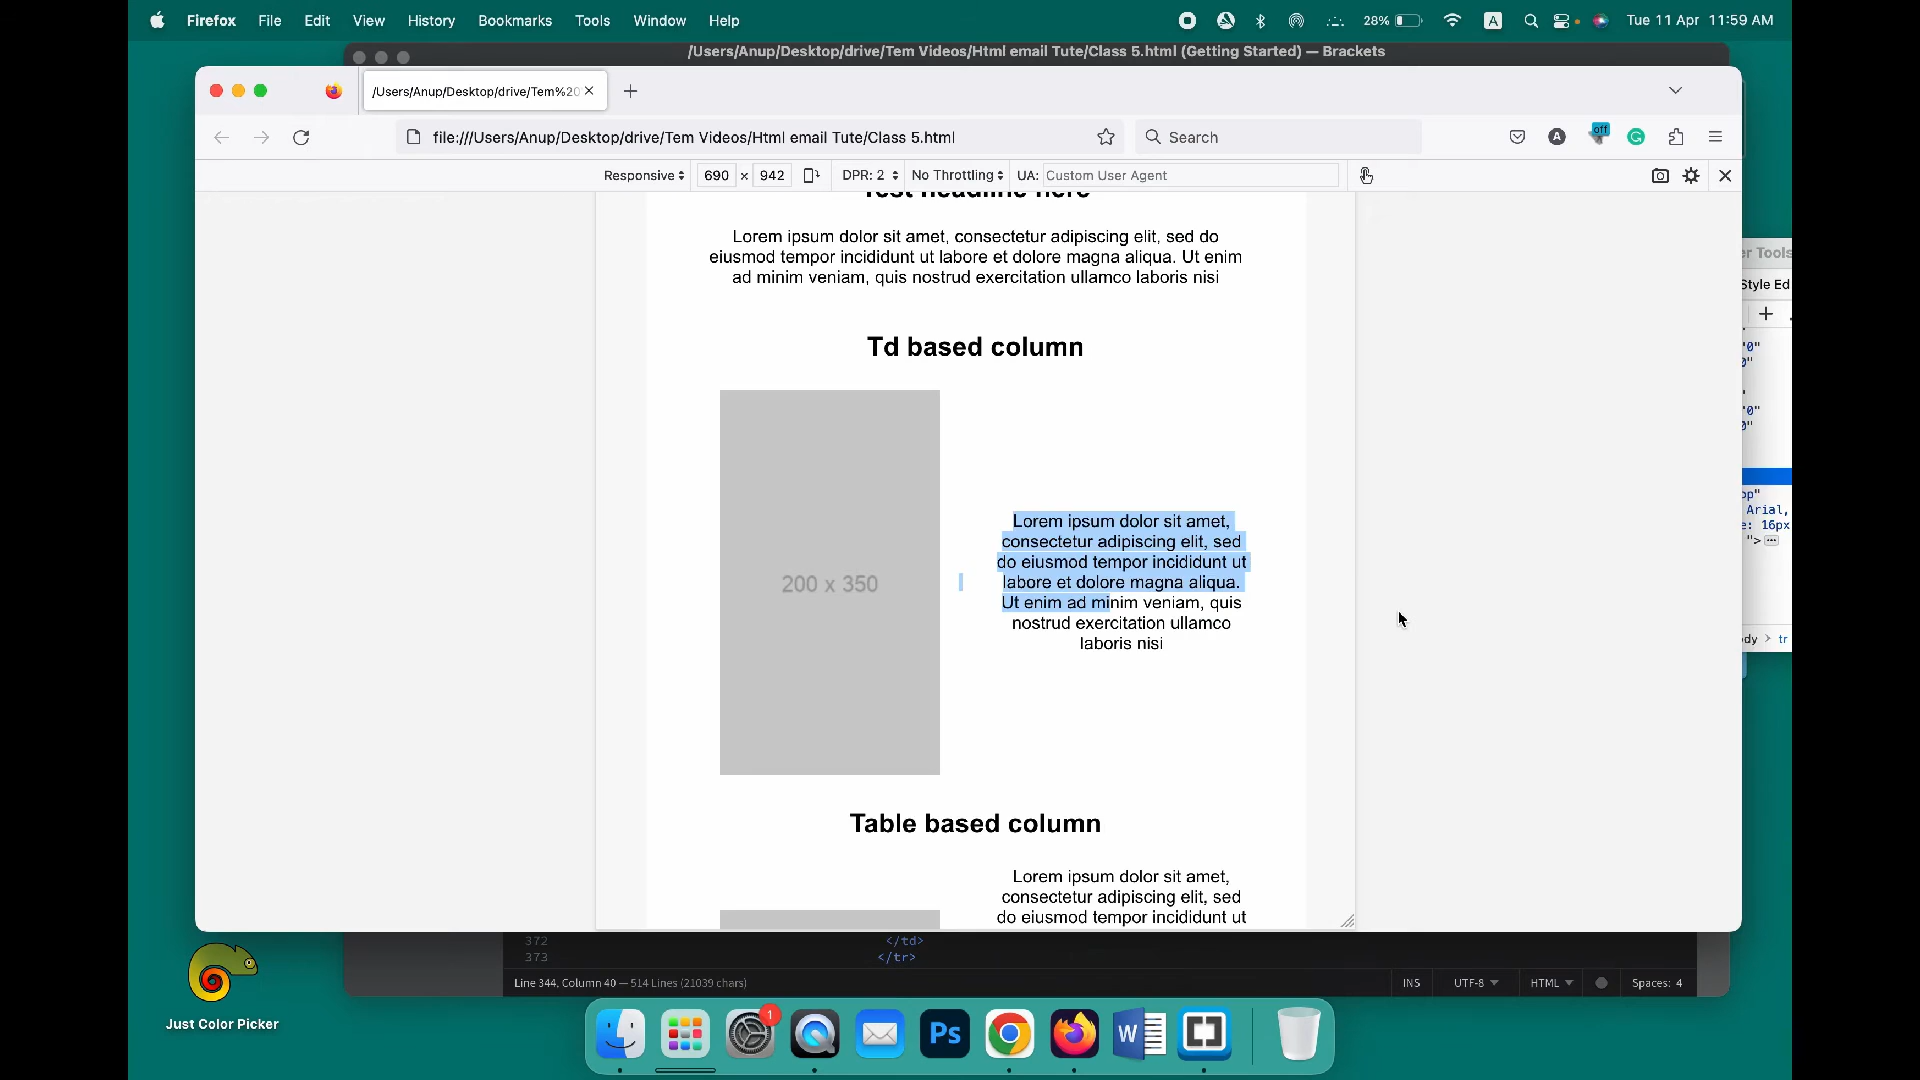 Firefox File Edit View History Bookmarks Tools Window Help 28% A Tue 11 Apr 11:59 AM
/Users/Anup/Desktop/drive/Tem Videos/Html email Tute/Class 5.html (Getting Started) — Brackets
/Users/Anup/Desktop/drive/Tem%20
file:///Users/Anup/Desktop/drive/Tem Videos/Html email Tute/Class 5.html
Search
A
off
Responsive 690 x 942 DPR: 2 No Throttling UA: Custom User Agent
Lorem ipsum dolor sit amet, consectetur adipiscing elit, sed do
eiusmod tempor incididunt ut labore et dolore magna aliqua. Ut enim
ad minim veniam, quis nostrud exercitation ullamco laboris nisi
Td based column
200 x 350
Lorem ipsum dolor sit amet,
consectetur adipiscing elit, sed
do eiusmod tempor incididunt ut
labore et dolore magna aliqua.
Ut enim ad minim veniam, quis
nostrud exercitation ullamco
laboris nisi
Table based column
Lorem ipsum dolor sit amet,
consectetur adipiscing elit, sed
do eiusmod tempor incididunt ut
Tools
Style Ed
Arial,
16px
tr
372 </td>
373 </tr>
Line 344, Column 40 — 514 Lines (21039 chars)
INS UTF-8 HTML Spaces: 4
Just Color Picker
1
Ps
W